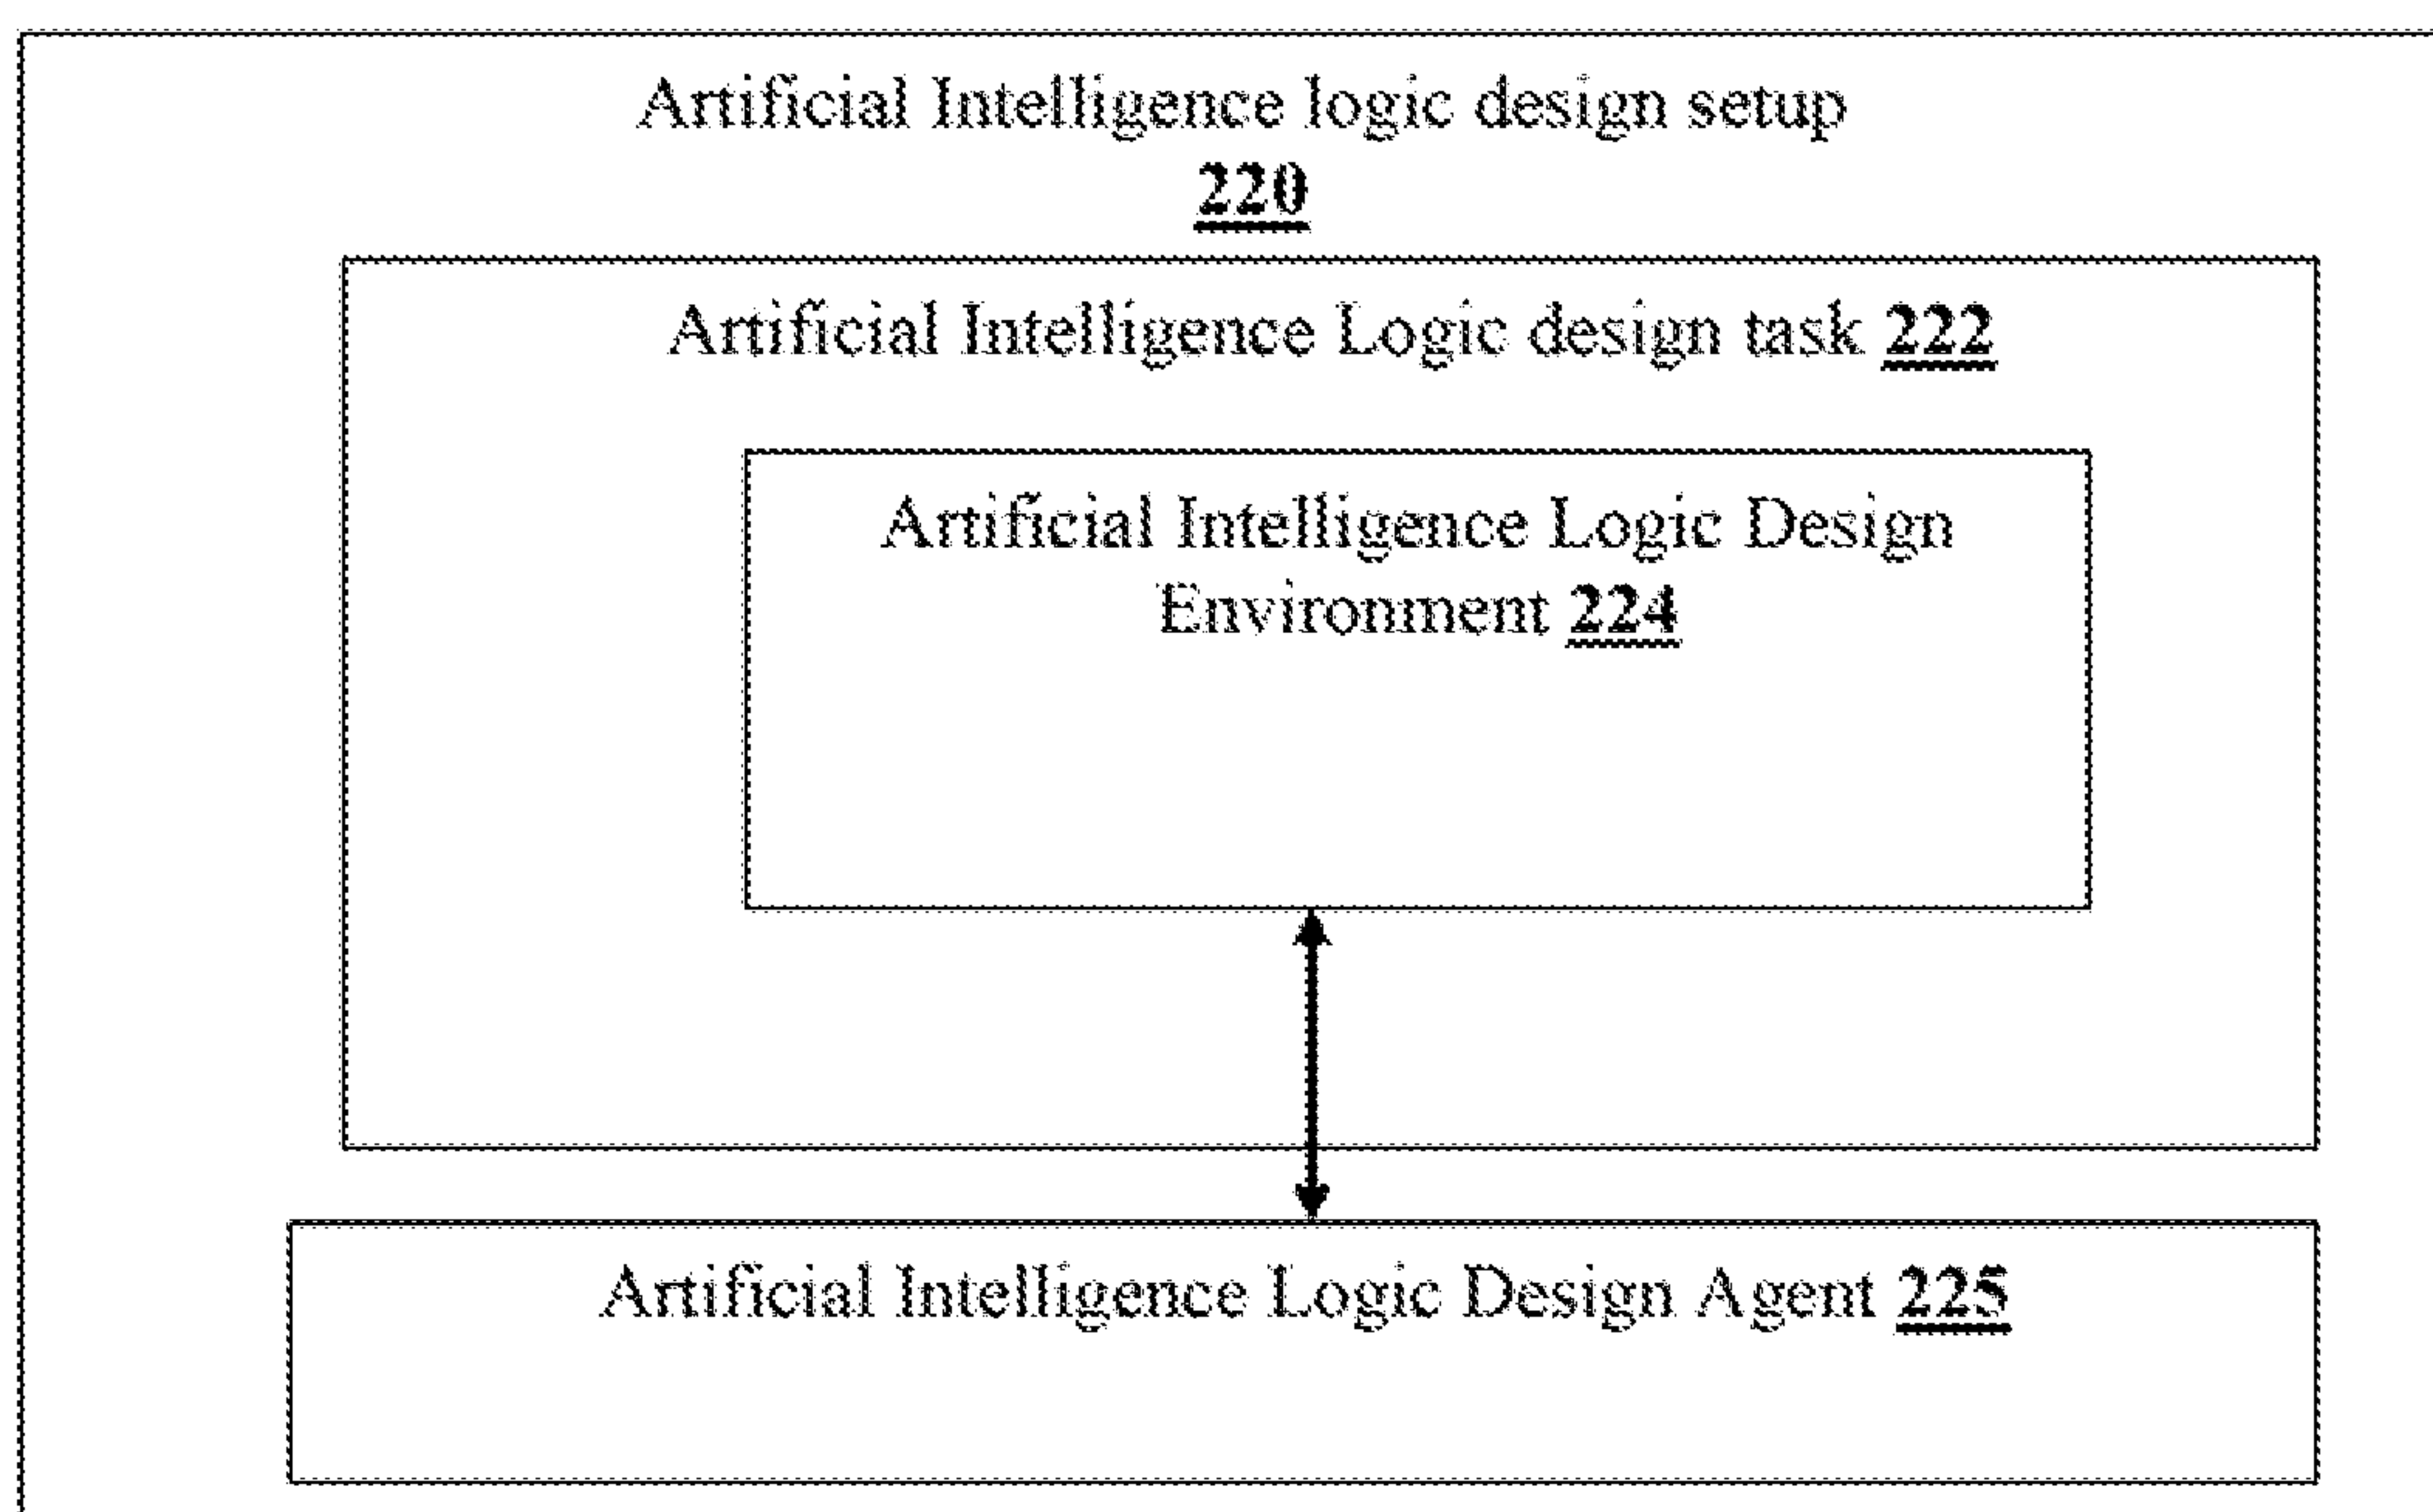 Artificial Intelligence logic design setup
220
Artificial Intelligence Logic design task 222
Artificial Intelligence Logic Design
Environment 224
Artificial Intelligence Logic Design Agent 225